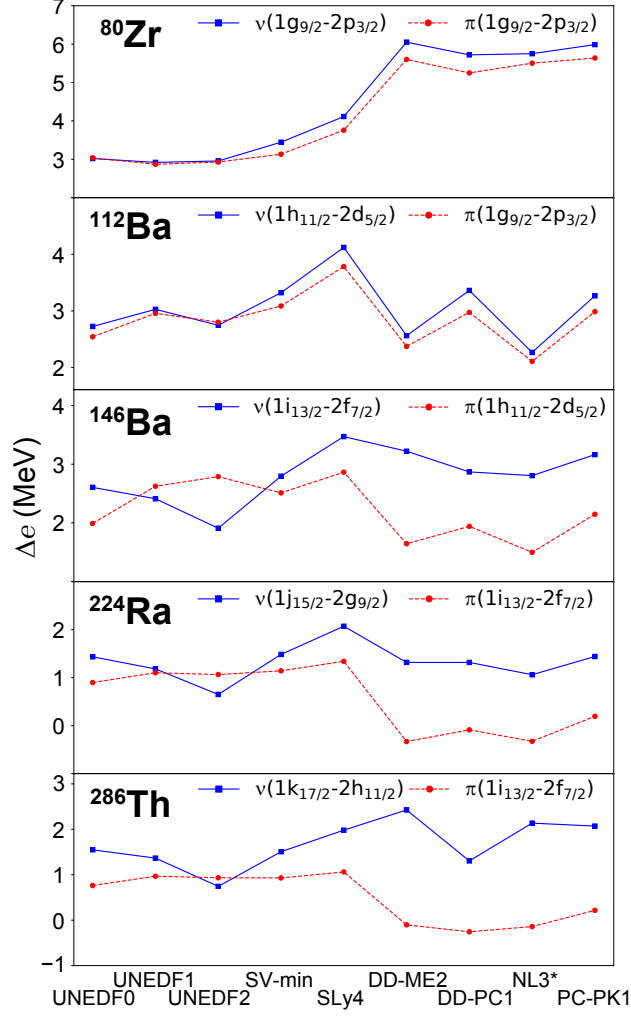 ⁸⁰Zr
ν(1g₉/₂-2p₃/₂) π(1g₉/₂-2p₃/₂)
7
6
5
4
3
¹¹²Ba
ν(1h₁₁/₂-2d₅/₂) π(1g₉/₂-2p₃/₂)
4
3
2
¹⁴⁶Ba
ν(1i₁₃/₂-2f₇/₂) π(1h₁₁/₂-2d₅/₂)
4
3
2
Δe (MeV)
²²⁴Ra
ν(1j₁₅/₂-2g₉/₂) π(1i₁₃/₂-2f₇/₂)
2
1
0
²⁸⁶Th
ν(1k₁₇/₂-2h₁₁/₂) π(1i₁₃/₂-2f₇/₂)
3
2
1
0
−1
UNEDF1 SV-min DD-ME2 NL3*
UNEDF0 UNEDF2 SLy4 DD-PC1 PC-PK1